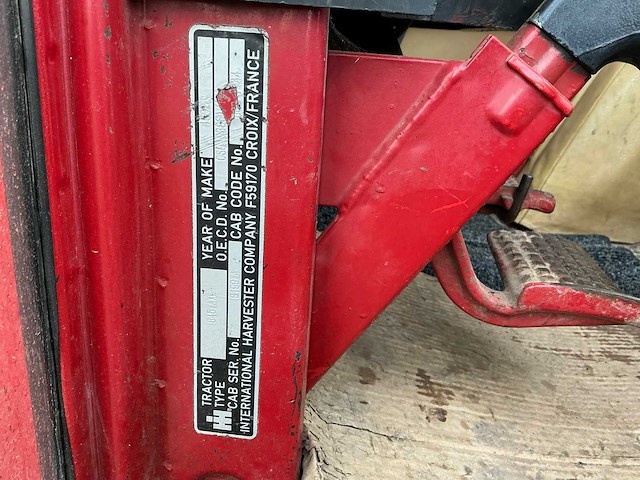 TRACTOR TYPE
YEAR OF MAKE
O.E.C.D. No.
CAB SER. No.
CAB CODE No.
INTERNATIONAL HARVESTER COMPANY F59170 CROIX/FRANCE